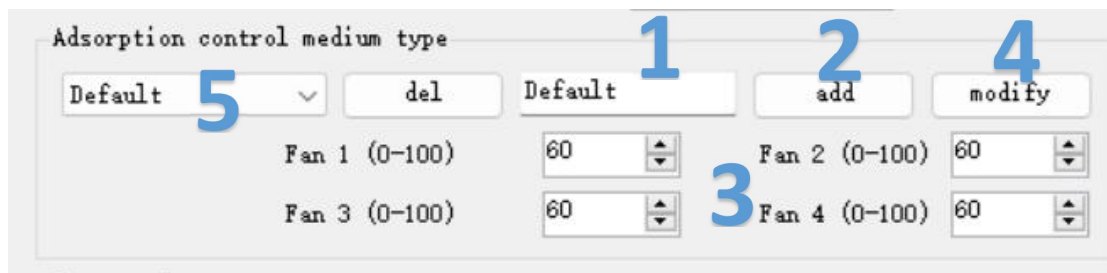 Adsorption control medium type
1 2 4
Default 5 del Default add modify
Fan 1 (0-100) 60 Fan 2 (0-100) 60
3
Fan 3 (0-100) 60 Fan 4 (0-100) 60